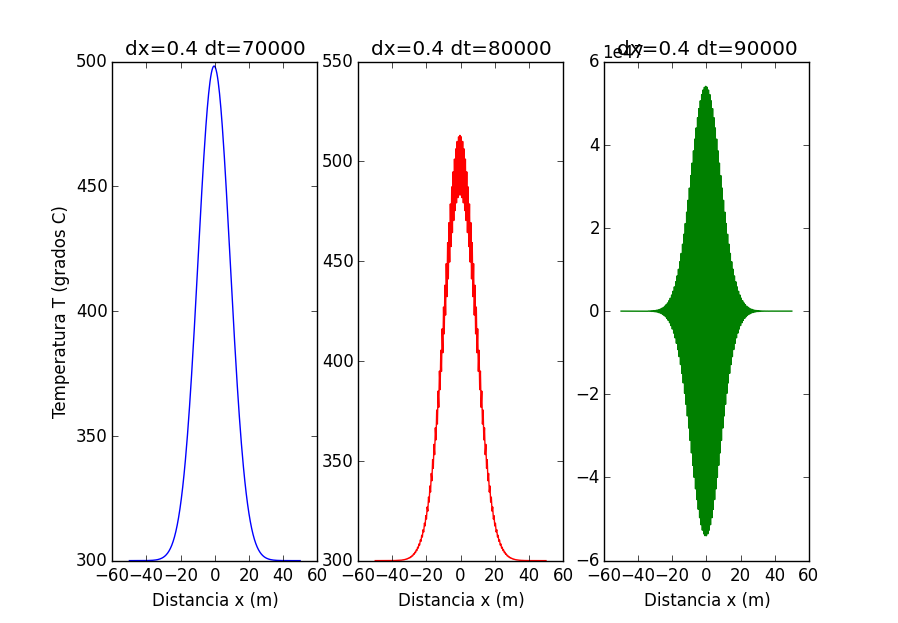 dx=0.4 dt=70000
500
450
400
350
300
−60 −40 −20 0 20 40 60
Distancia x (m)
Temperatura T (grados C)
dx=0.4 dt=80000
550
500
450
400
350
300
−60 −40 −20 0 20 40 60
Distancia x (m)
dx=0.4 dt=90000
1e47
6
4
2
0
−2
−4
−6
−60 −40 −20 0 20 40 60
Distancia x (m)